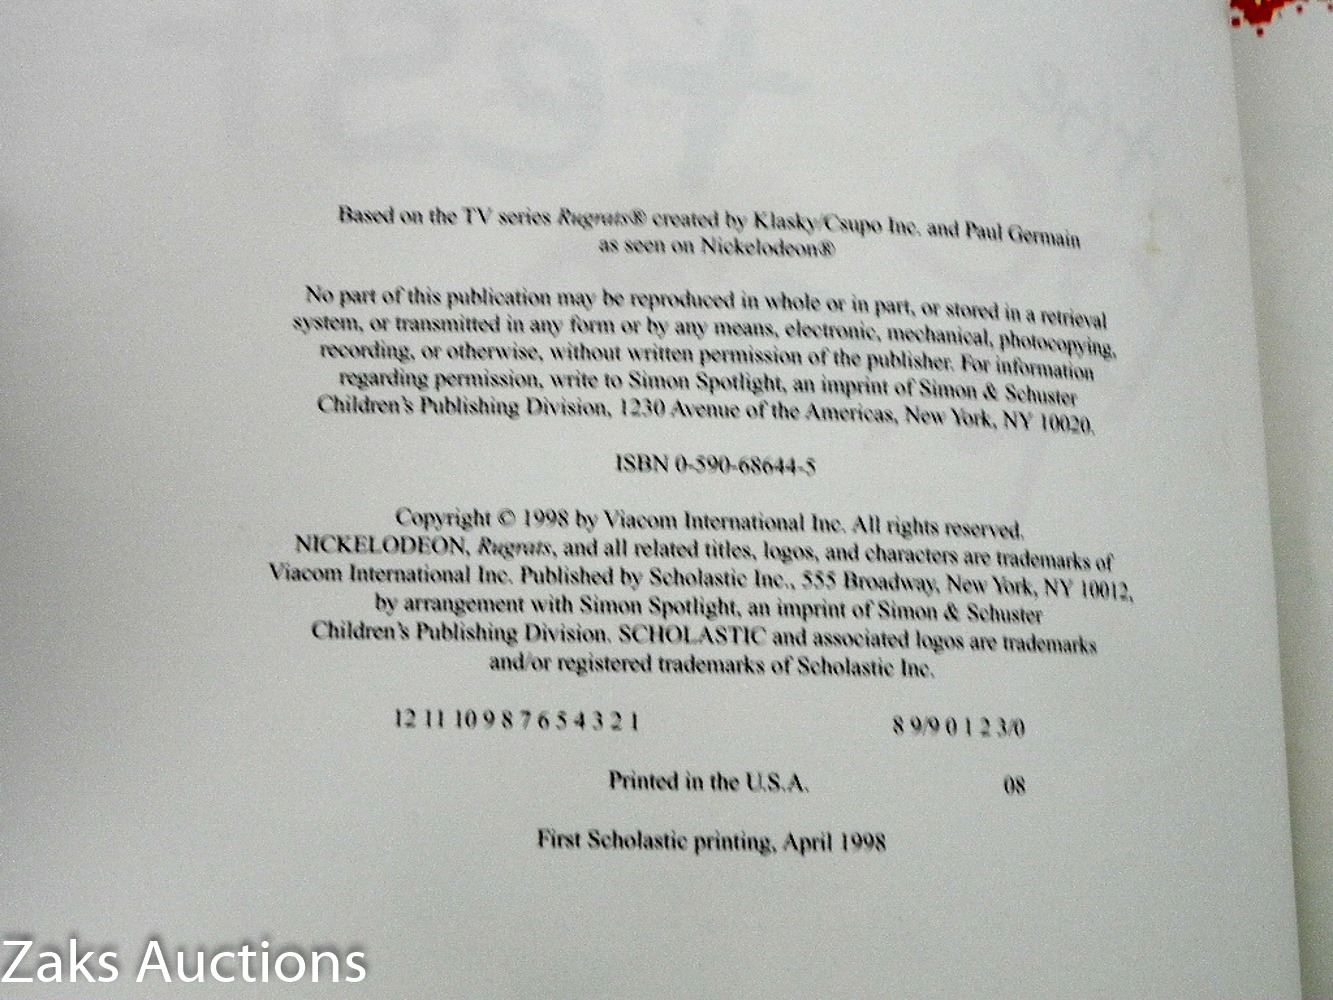 Based on the TV series Rugrats® created by Klasky/Csupo Inc. and Paul Germain
as seen on Nickelodeon®
No part of this publication may be reproduced in whole or in part, or stored in a retrieval
system, or transmitted in any form or by any means, electronic, mechanical, photocopying,
recording, or otherwise, without written permission of the publisher. For information
regarding permission, write to Simon Spotlight, an imprint of Simon & Schuster
Children's Publishing Division, 1230 Avenue of the Americas, New York, NY 10020.
ISBN 0-590-68644-5
Copyright © 1998 by Viacom International Inc. All rights reserved.
NICKELODEON, Rugrats, and all related titles, logos, and characters are trademarks of
Viacom International Inc. Published by Scholastic Inc., 555 Broadway, New York, NY 10012,
by arrangement with Simon Spotlight, an imprint of Simon & Schuster
Children's Publishing Division. SCHOLASTIC and associated logos are trademarks
and/or registered trademarks of Scholastic Inc.
12 11 10 9 8 7 6 5 4 3 2 1 8 9/9 0 1 2 3/0
Printed in the U.S.A. 08
First Scholastic printing, April 1998
Zaks Auctions